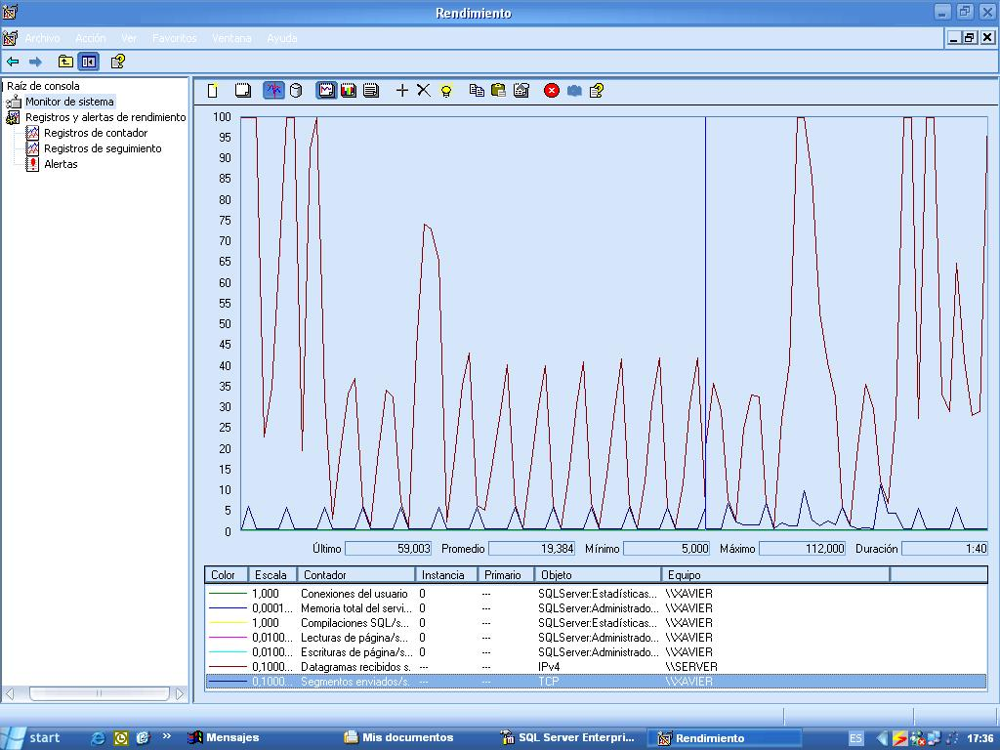 Rendimiento
Archivo Acción Ver Favoritos Ventana Ayuda
Raíz de consola
Monitor de sistema
Registros y alertas de rendimiento
Registros de contador
Registros de seguimiento
Alertas
100
95
90
85
80
75
70
65
60
55
50
45
40
35
30
25
20
15
10
5
0
Último 59,003 Promedio 19,384 Mínimo 5,000 Máximo 112,000 Duración 1:40
Color Escala Contador Instancia Primario Objeto Equipo
1,000 Conexiones del usuario 0 --- SQLServer:Estadísticas... \\XAVIER
0,0001... Memoria total del servi... 0 --- SQLServer:Administrado... \\XAVIER
1,000 Compilaciones SQL/s... 0 --- SQLServer:Estadísticas... \\XAVIER
0,0100... Lecturas de página/s... 0 --- SQLServer:Administrado... \\XAVIER
0,0100... Escrituras de página/s... 0 --- SQLServer:Administrado... \\XAVIER
0,1000... Datagramas recibidos s. --- --- IPv4 \\SERVER
0,1000... Segmentos enviados/s. --- --- TCP \\XAVIER
start Mensajes Mis documentos SQL Server Enterpri... Rendimiento ES 17:36